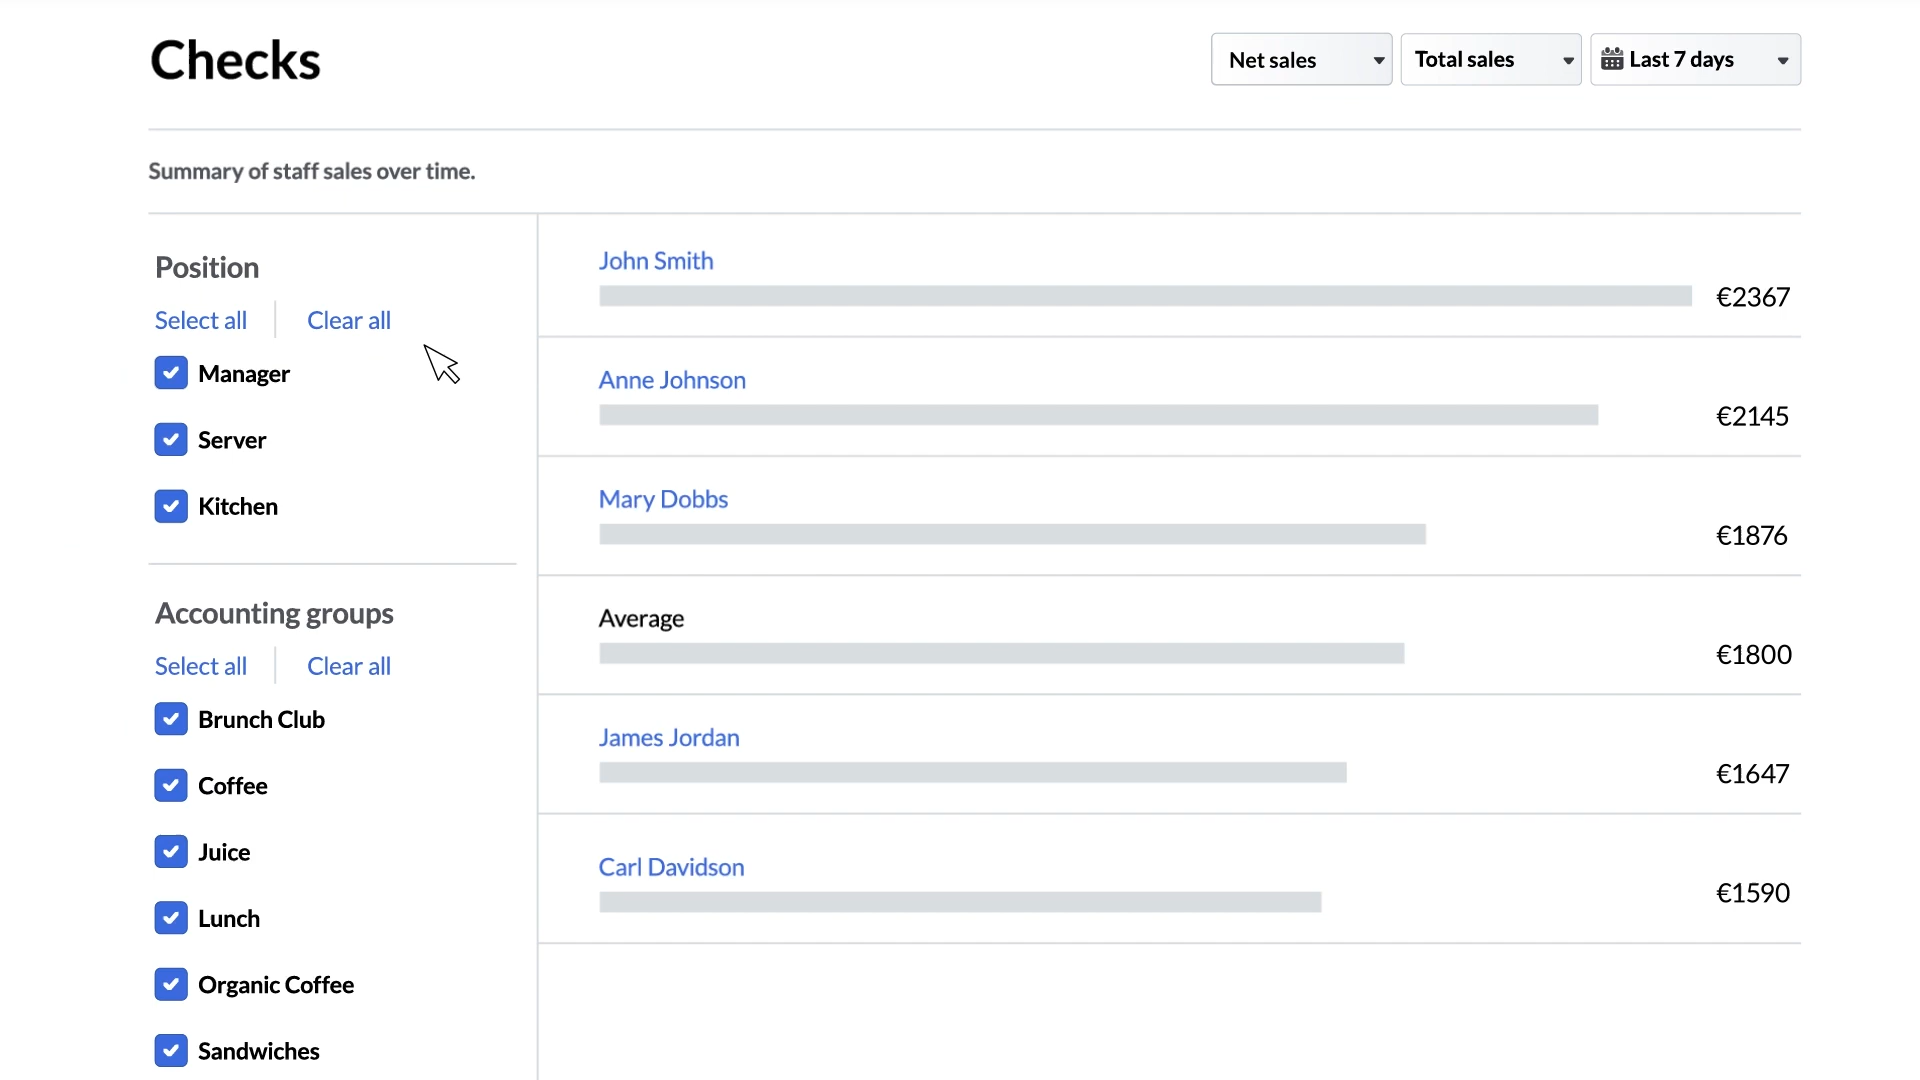 Checks
Net sales
Total sales
Last 7 days
Summary of staff sales over time.
Position
Select all
Clear all
Manager
Server
Kitchen
Accounting groups
Select all
Clear all
Brunch Club
Coffee
Juice
Lunch
Organic Coffee
Sandwiches
John Smith
€2367
Anne Johnson
€2145
Mary Dobbs
€1876
Average
€1800
James Jordan
€1647
Carl Davidson
€1590